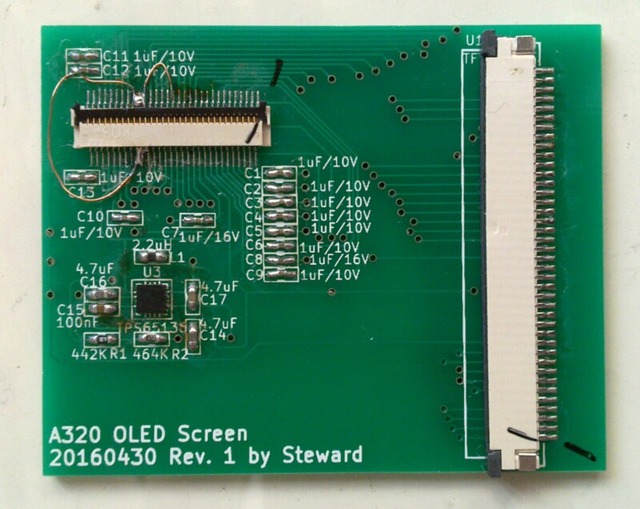 C11 1uF/10V
C12 1uF/10V
U1
TF
1uF/10V
C13
C1 1uF/10V
C2 1uF/10V
C3 1uF/10V
C4 1uF/10V
C5 1uF/10V
C6 1uF/10V
C8 1uF/16V
C9 1uF/10V
C10
1uF/10V
C7
1uF/16V
2.2uH
L1
U3
4.7uF
C16
C15
100nF
4.7uF
C17
4.7uF
C14
442K R1
464K R2
A320 OLED Screen
20160430 Rev. 1 by Steward